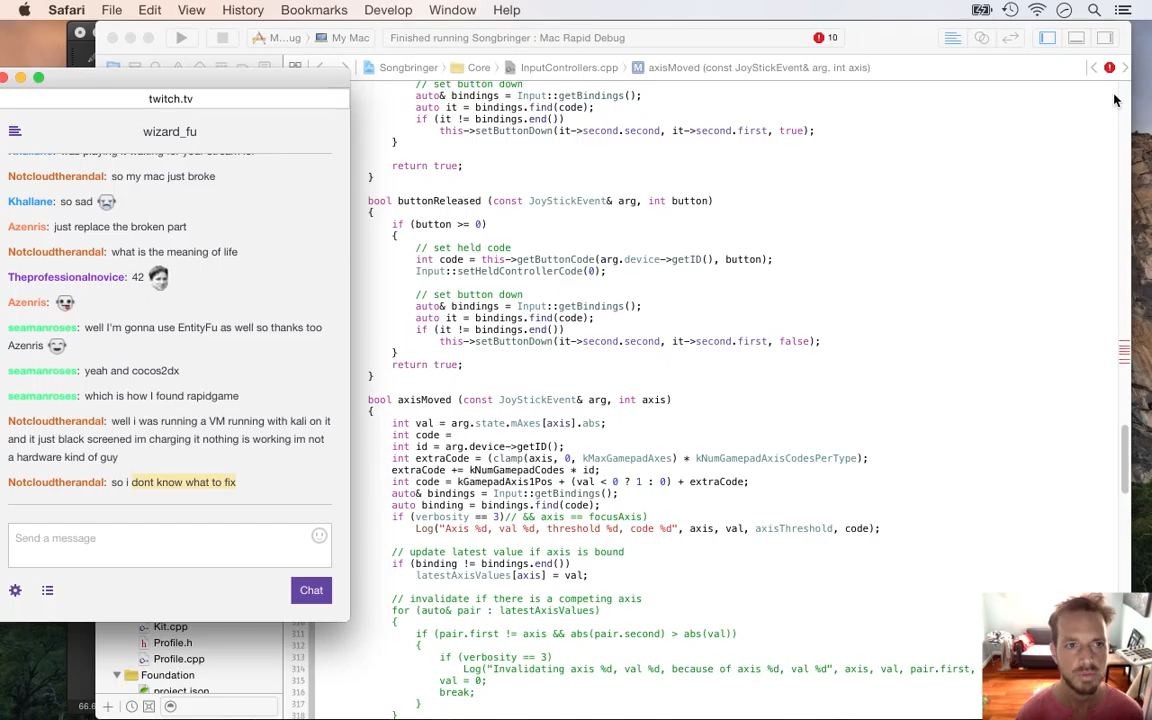 Safari File Edit View History Bookmarks Develop Window Help
M...ug My Mac
Finished running Songbringer : Mac Rapid Debug
10
Songbringer Core InputControllers.cpp M axisMoved (const JoyStickEvent& arg, int axis)
twitch.tv
wizard_fu
Notcloudtherandal: so my mac just broke
Khallane: so sad
Azenris: just replace the broken part
Notcloudtherandal: what is the meaning of life
Theprofessionalnovice: 42
Azenris:
seamanroses: well I'm gonna use EntityFu as well so thanks too
Azenris
seamanroses: yeah and cocos2dx
seamanroses: which is how I found rapidgame
Notcloudtherandal: well i was running a VM running with kali on it
and it just black screened im charging it nothing is working im not
a hardware kind of guy
Notcloudtherandal: so i dont know what to fix
Send a message
Chat
Kit.cpp
Profile.h
Profile.cpp
Foundation
project.json
66.6
// set button down
auto& bindings = Input::getBindings();
auto it = bindings.find(code);
if (it != bindings.end())
this->setButtonDown(it->second.second, it->second.first, true);
}
return true;
}
bool buttonReleased (const JoyStickEvent& arg, int button)
{
if (button >= 0)
{
// set held code
int code = this->getButtonCode(arg.device->getID(), button);
Input::setHeldControllerCode(0);
// set button down
auto& bindings = Input::getBindings();
auto it = bindings.find(code);
if (it != bindings.end())
this->setButtonDown(it->second.second, it->second.first, false);
}
return true;
}
bool axisMoved (const JoyStickEvent& arg, int axis)
{
int val = arg.state.mAxes[axis].abs;
int code =
int id = arg.device->getID();
int extraCode = (clamp(axis, 0, kMaxGamepadAxes) * kNumGamepadAxisCodesPerType);
extraCode += kNumGamepadCodes * id;
int code = kGamepadAxis1Pos + (val < 0 ? 1 : 0) + extraCode;
auto& bindings = Input::getBindings();
auto binding = bindings.find(code);
if (verbosity == 3)// && axis == focusAxis)
Log("Axis %d, val %d, threshold %d, code %d", axis, val, axisThreshold, code);
// update latest value if axis is bound
if (binding != bindings.end())
latestAxisValues[axis] = val;
// invalidate if there is a competing axis
for (auto& pair : latestAxisValues)
{
311 if (pair.first != axis && abs(pair.second) > abs(val))
312 {
313 if (verbosity == 3)
314 Log("Invalidating axis %d, val %d, because of axis %d, val %d", axis, val, pair.first,
315 val = 0;
316 break;
317 }
318 }